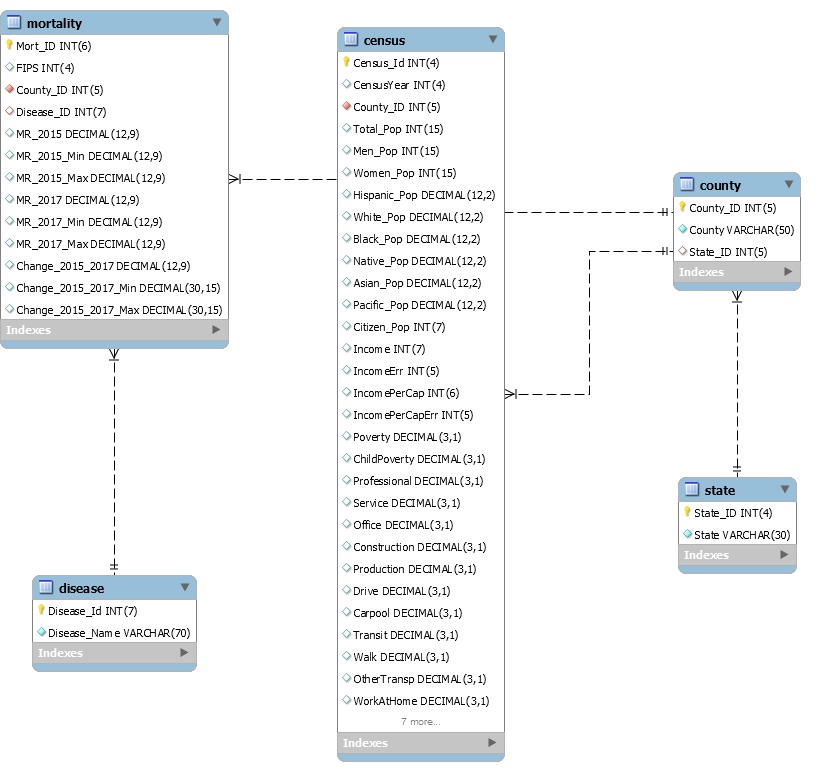 mortality
Mort_ID INT(6)
FIPS INT(4)
County_ID INT(5)
Disease_ID INT(7)
MR_2015 DECIMAL(12,9)
MR_2015_Min DECIMAL(12,9)
MR_2015_Max DECIMAL(12,9)
MR_2017 DECIMAL(12,9)
MR_2017_Min DECIMAL(12,9)
MR_2017_Max DECIMAL(12,9)
Change_2015_2017 DECIMAL(12,9)
Change_2015_2017_Min DECIMAL(30,15)
Change_2015_2017_Max DECIMAL(30,15)
Indexes
disease
Disease_Id INT(7)
Disease_Name VARCHAR(70)
Indexes
census
Census_Id INT(4)
CensusYear INT(4)
County_ID INT(5)
Total_Pop INT(15)
Men_Pop INT(15)
Women_Pop INT(15)
Hispanic_Pop DECIMAL(12,2)
White_Pop DECIMAL(12,2)
Black_Pop DECIMAL(12,2)
Native_Pop DECIMAL(12,2)
Asian_Pop DECIMAL(12,2)
Pacific_Pop DECIMAL(12,2)
Citizen_Pop INT(7)
Income INT(7)
IncomeErr INT(5)
IncomePerCap INT(6)
IncomePerCapErr INT(5)
Poverty DECIMAL(3,1)
ChildPoverty DECIMAL(3,1)
Professional DECIMAL(3,1)
Service DECIMAL(3,1)
Office DECIMAL(3,1)
Construction DECIMAL(3,1)
Production DECIMAL(3,1)
Drive DECIMAL(3,1)
Carpool DECIMAL(3,1)
Transit DECIMAL(3,1)
Walk DECIMAL(3,1)
OtherTransp DECIMAL(3,1)
WorkAtHome DECIMAL(3,1)
7 more...
Indexes
county
County_ID INT(5)
County VARCHAR(50)
State_ID INT(5)
Indexes
state
State_ID INT(4)
State VARCHAR(30)
Indexes